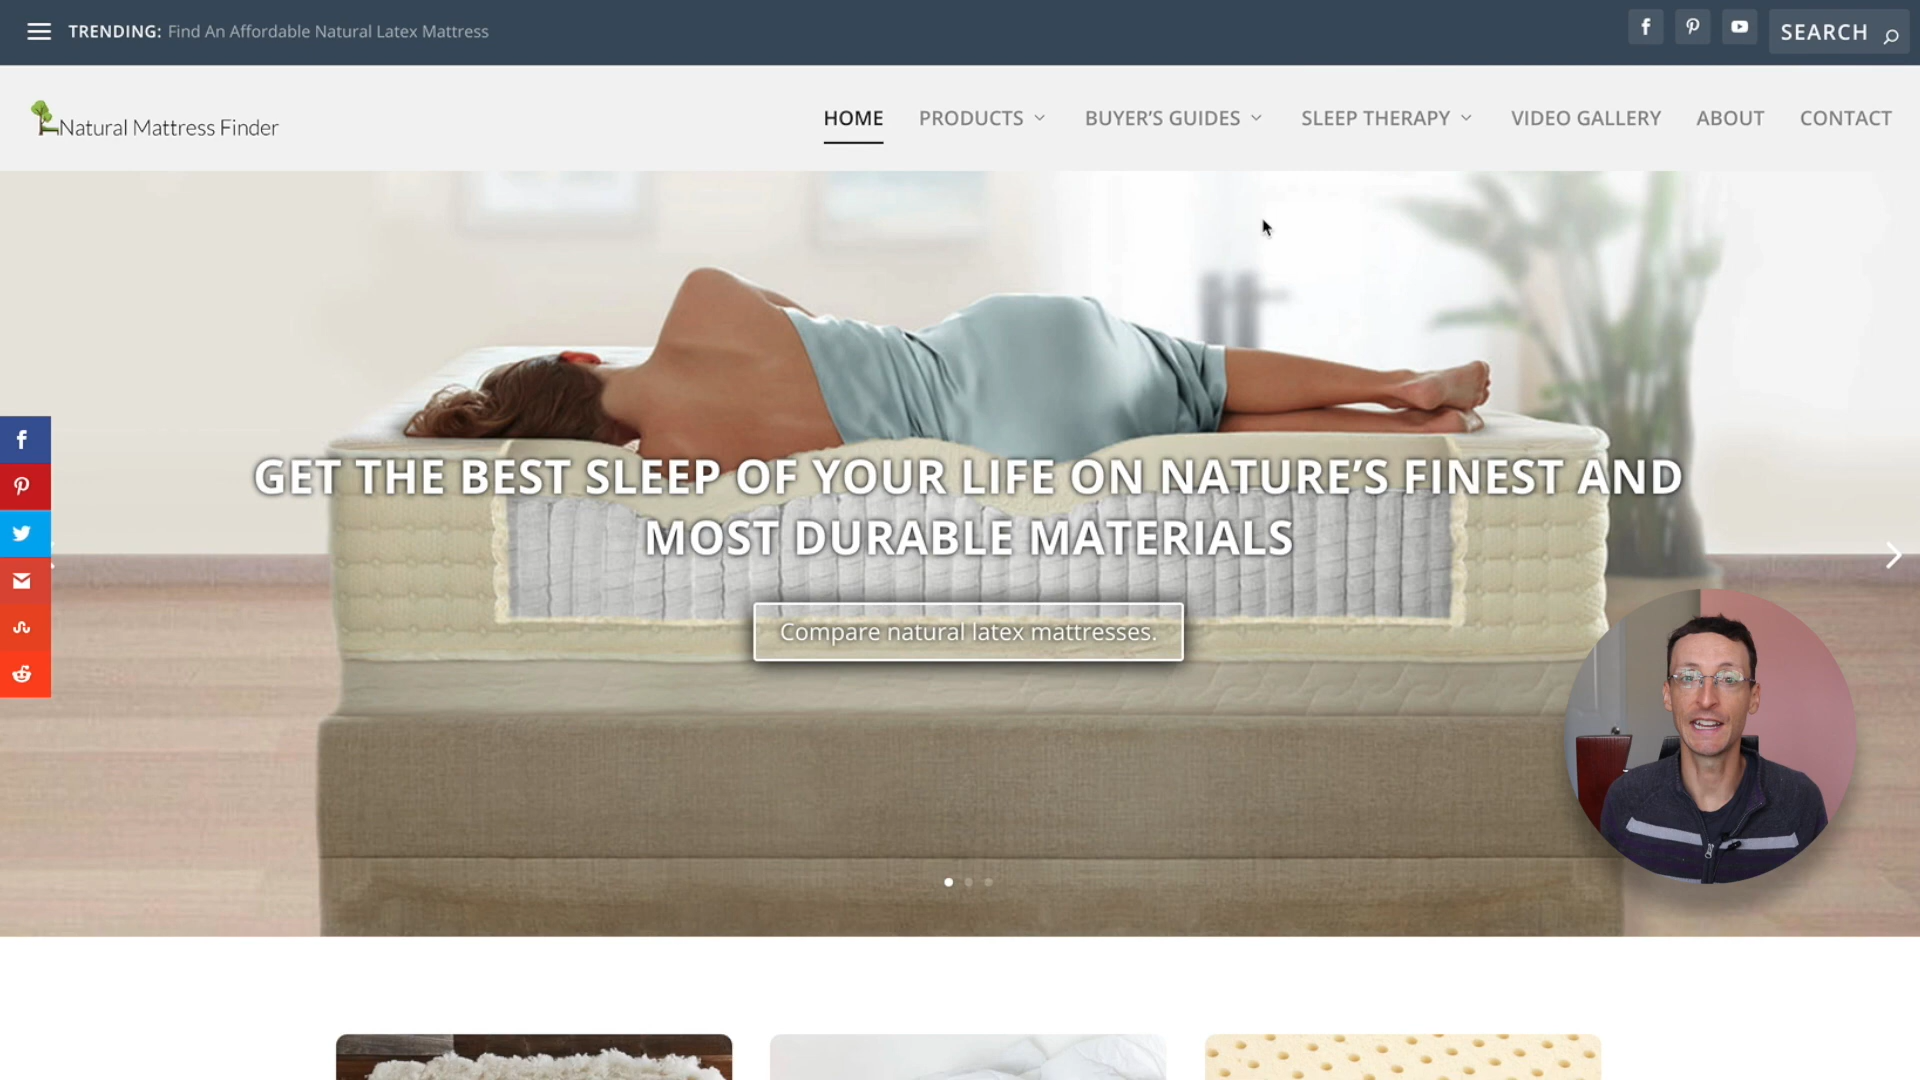 TRENDING: Find An Affordable Natural Latex Mattress
SEARCH
Natural Mattress Finder
HOME PRODUCTS BUYER’S GUIDES SLEEP THERAPY VIDEO GALLERY ABOUT CONTACT
GET THE BEST SLEEP OF YOUR LIFE ON NATURE’S FINEST AND
MOST DURABLE MATERIALS
Compare natural latex mattresses.